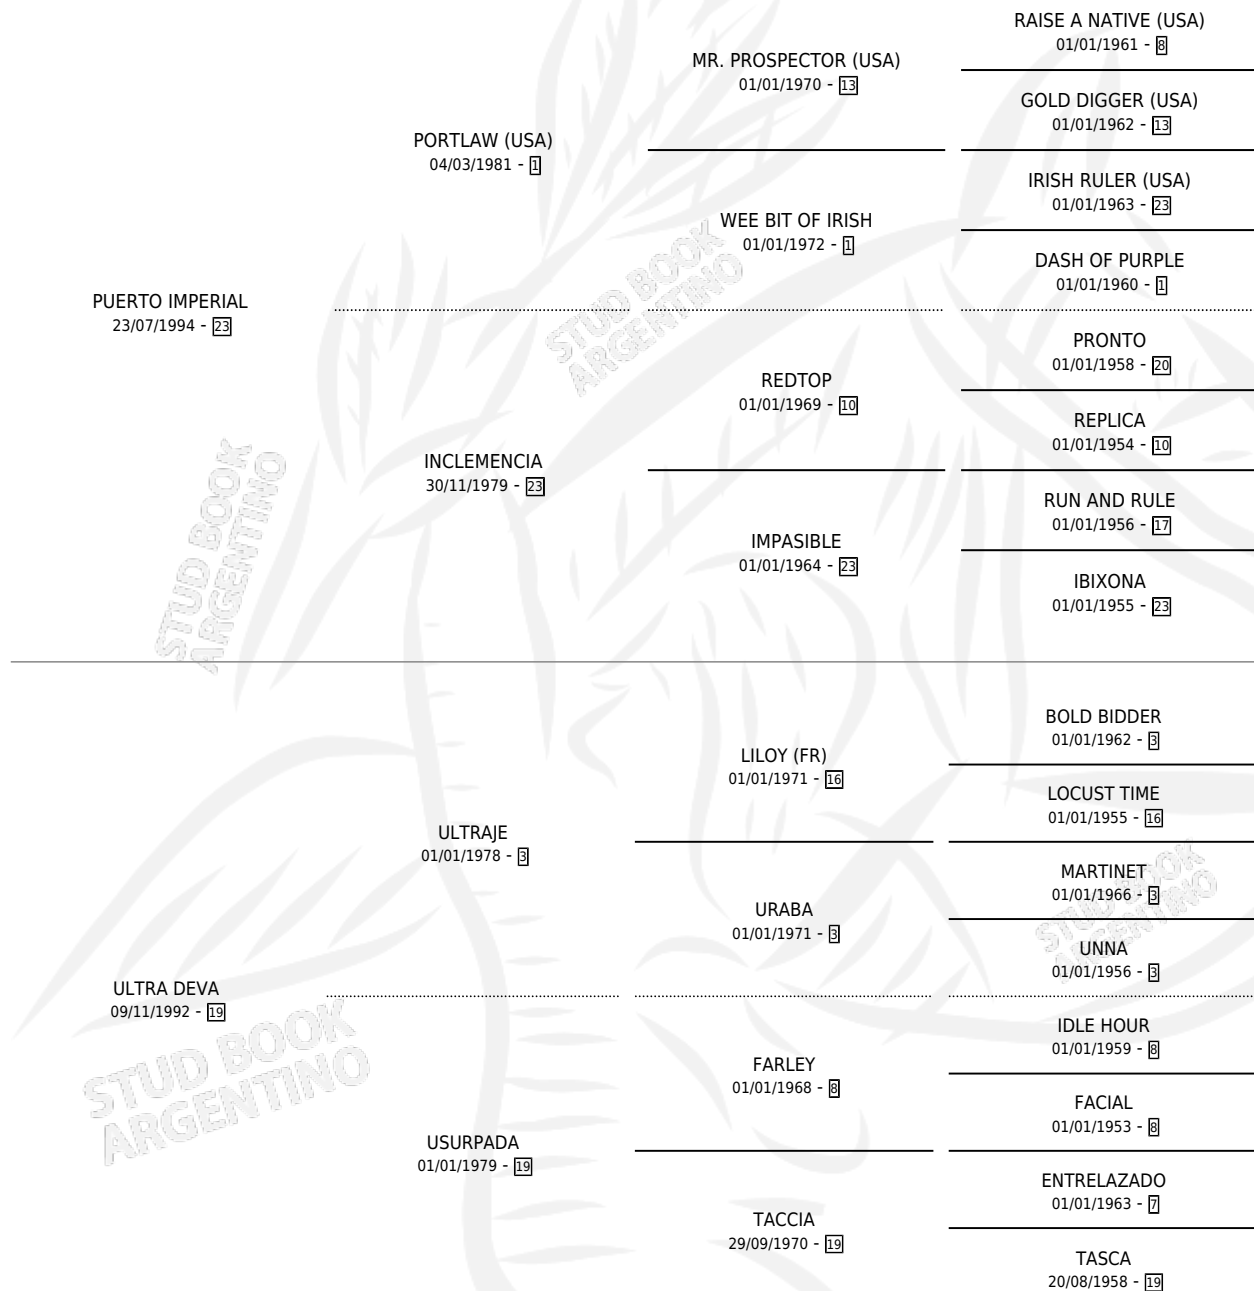 RAISE A NATIVE (USA)
01/01/1961 - 8
MR. PROSPECTOR (USA)
01/01/1970 - 13
GOLD DIGGER (USA)
01/01/1962 - 13
PORTLAW (USA)
04/03/1981 - 1
IRISH RULER (USA)
01/01/1963 - 23
WEE BIT OF IRISH
01/01/1972 - 1
DASH OF PURPLE
01/01/1960 - 1
PUERTO IMPERIAL
23/07/1994 - 23
PRONTO
01/01/1958 - 20
REDTOP
01/01/1969 - 10
REPLICA
01/01/1954 - 10
INCLEMENCIA
30/11/1979 - 23
RUN AND RULE
01/01/1956 - 17
IMPASIBLE
01/01/1964 - 23
IBIXONA
01/01/1955 - 23
BOLD BIDDER
01/01/1962 - 3
LILOY (FR)
01/01/1971 - 16
LOCUST TIME
01/01/1955 - 16
ULTRAJE
01/01/1978 - 3
MARTINET
01/01/1966 - 3
URABA
01/01/1971 - 3
UNNA
01/01/1956 - 3
ULTRA DEVA
09/11/1992 - 19
IDLE HOUR
01/01/1959 - 8
FARLEY
01/01/1968 - 8
FACIAL
01/01/1953 - 8
USURPADA
01/01/1979 - 19
ENTRELAZADO
01/01/1963 - 7
TACCIA
29/09/1970 - 19
TASCA
20/08/1958 - 19
STUD BOOK
ARGENTINO
STUD BOOK
ARGENTINO
STUD BOOK
ARGENTINO
STUD BOOK
ARGENTINO